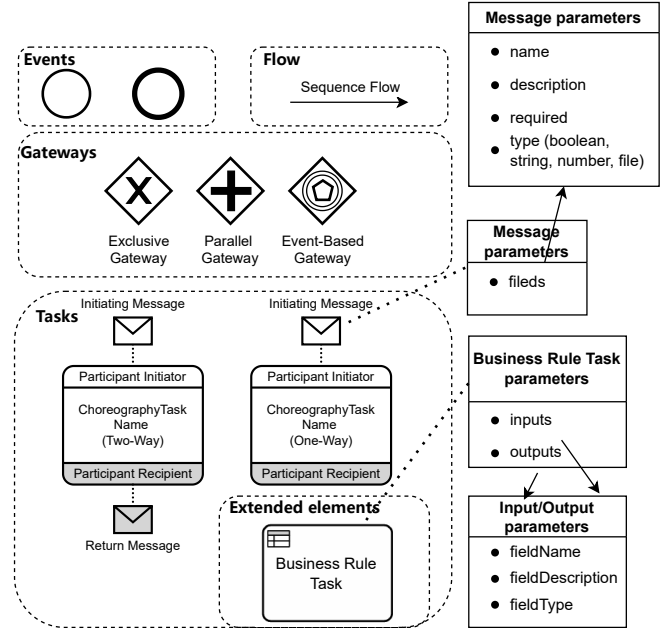 Events
Flow
Sequence Flow
Gateways
X
Exclusive
Gateway
Parallel
Gateway
Event-Based
Gateway
Tasks
Initiating Message
Participant Initiator
ChoreographyTask
Name
(Two-Way)
Participant Recipient
Return Message
Initiating Message
Participant Initiator
ChoreographyTask
Name
(One-Way)
Participant Recipient
Extended elements
Business Rule
Task
Message parameters
● name
● description
● required
● type (boolean,
string, number, file)
Message
parameters
● fileds
Business Rule Task
parameters
● inputs
● outputs
Input/Output
parameters
● fieldName
● fieldDescription
● fieldType